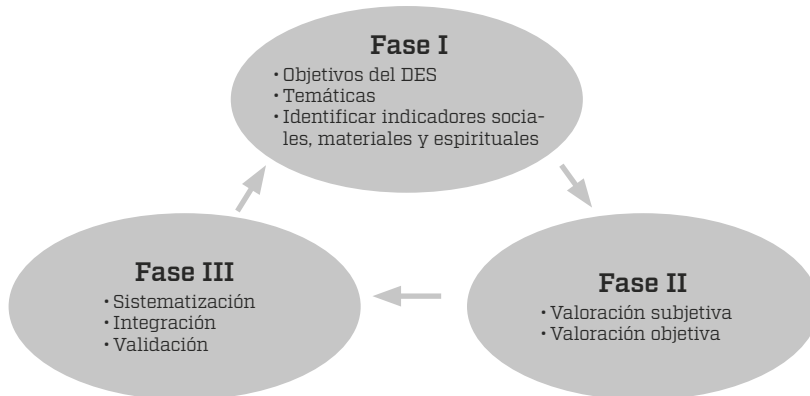 Fase I
• Objetivos del DES
• Temáticas
• Identificar indicadores socia-
les, materiales y espirituales
Fase II
• Valoración subjetiva
• Valoración objetiva
Fase III
• Sistematización
• Integración
• Validación